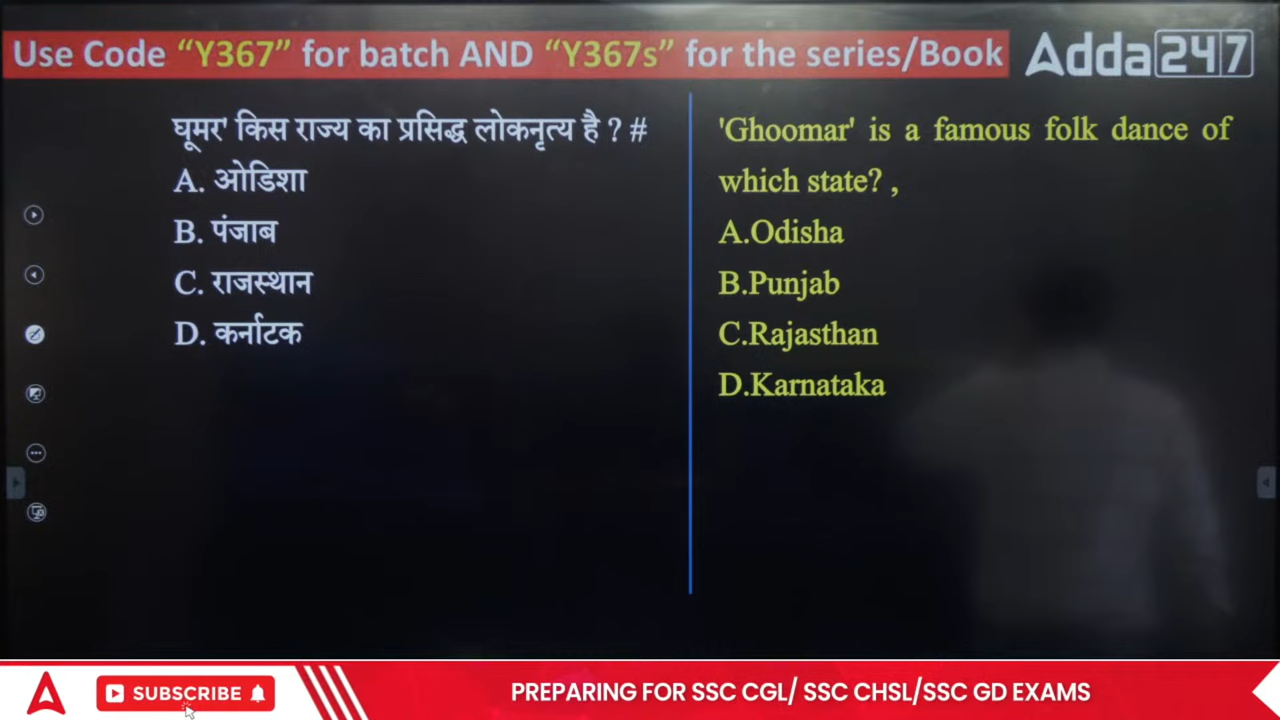 Use Code “Y367” for batch AND “Y367s” for the series/Book
Adda247
घूमर' किस राज्य का प्रसिद्ध लोकनृत्य है ? #
A. ओडिशा
B. पंजाब
C. राजस्थान
D. कर्नाटक
'Ghoomar' is a famous folk dance of
which state? ,
A.Odisha
B.Punjab
C.Rajasthan
D.Karnataka
SUBSCRIBE
PREPARING FOR SSC CGL/ SSC CHSL/SSC GD EXAMS